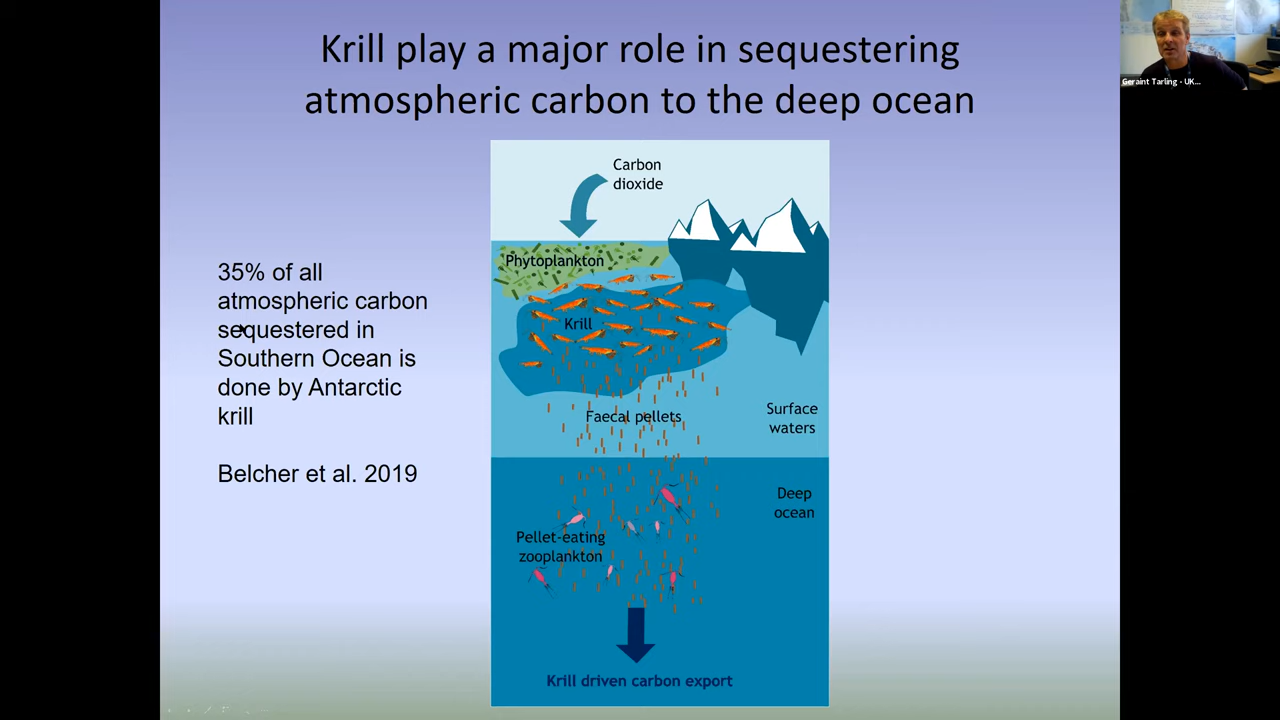 Krill play a major role in sequestering
atmospheric carbon to the deep ocean
Geraint Tarling - UK...
Carbon
dioxide
Phytoplankton
Krill
35% of all
atmospheric carbon
sequestered in
Southern Ocean is
done by Antarctic
krill
Belcher et al. 2019
Faecal pellets
Surface
waters
Deep
ocean
Pellet-eating
zooplankton
Krill driven carbon export